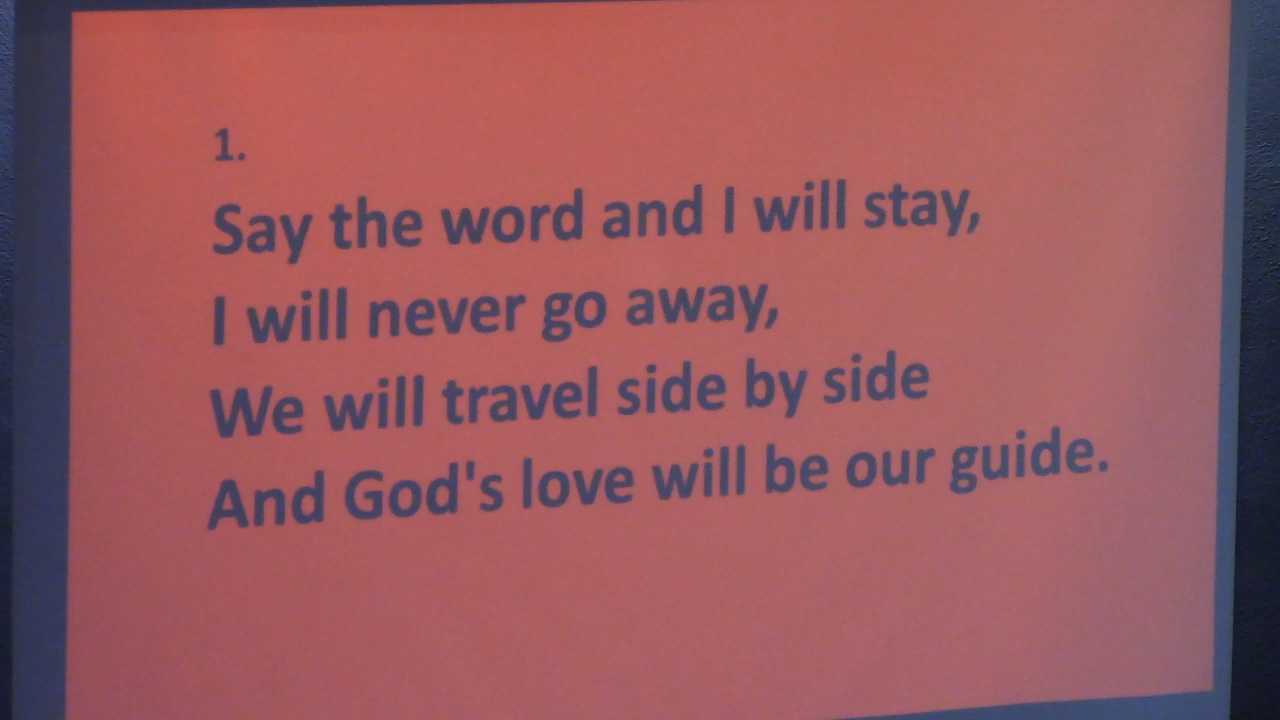 1.
Say the word and I will stay,
I will never go away,
We will travel side by side
And God's love will be our guide.